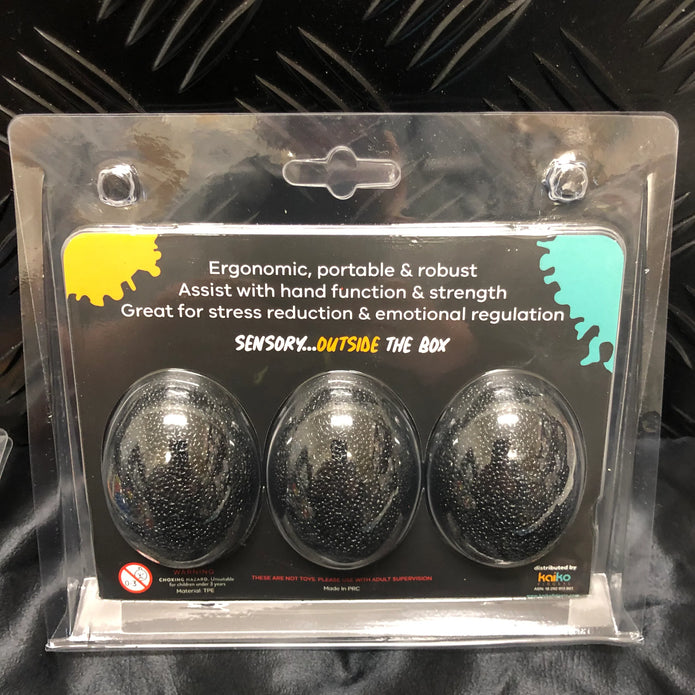 Ergonomic, portable & robust
Assist with hand function & strength
Great for stress reduction & emotional regulation
SENSORY...OUTSIDE THE BOX
WARNING
CHOKING HAZARD. Unsuitable
for children under 3 years
Material: TPE
0-3
THESE ARE NOT TOYS. PLEASE USE WITH ADULT SUPERVISION
Made in PRC
distributed by
kaiko